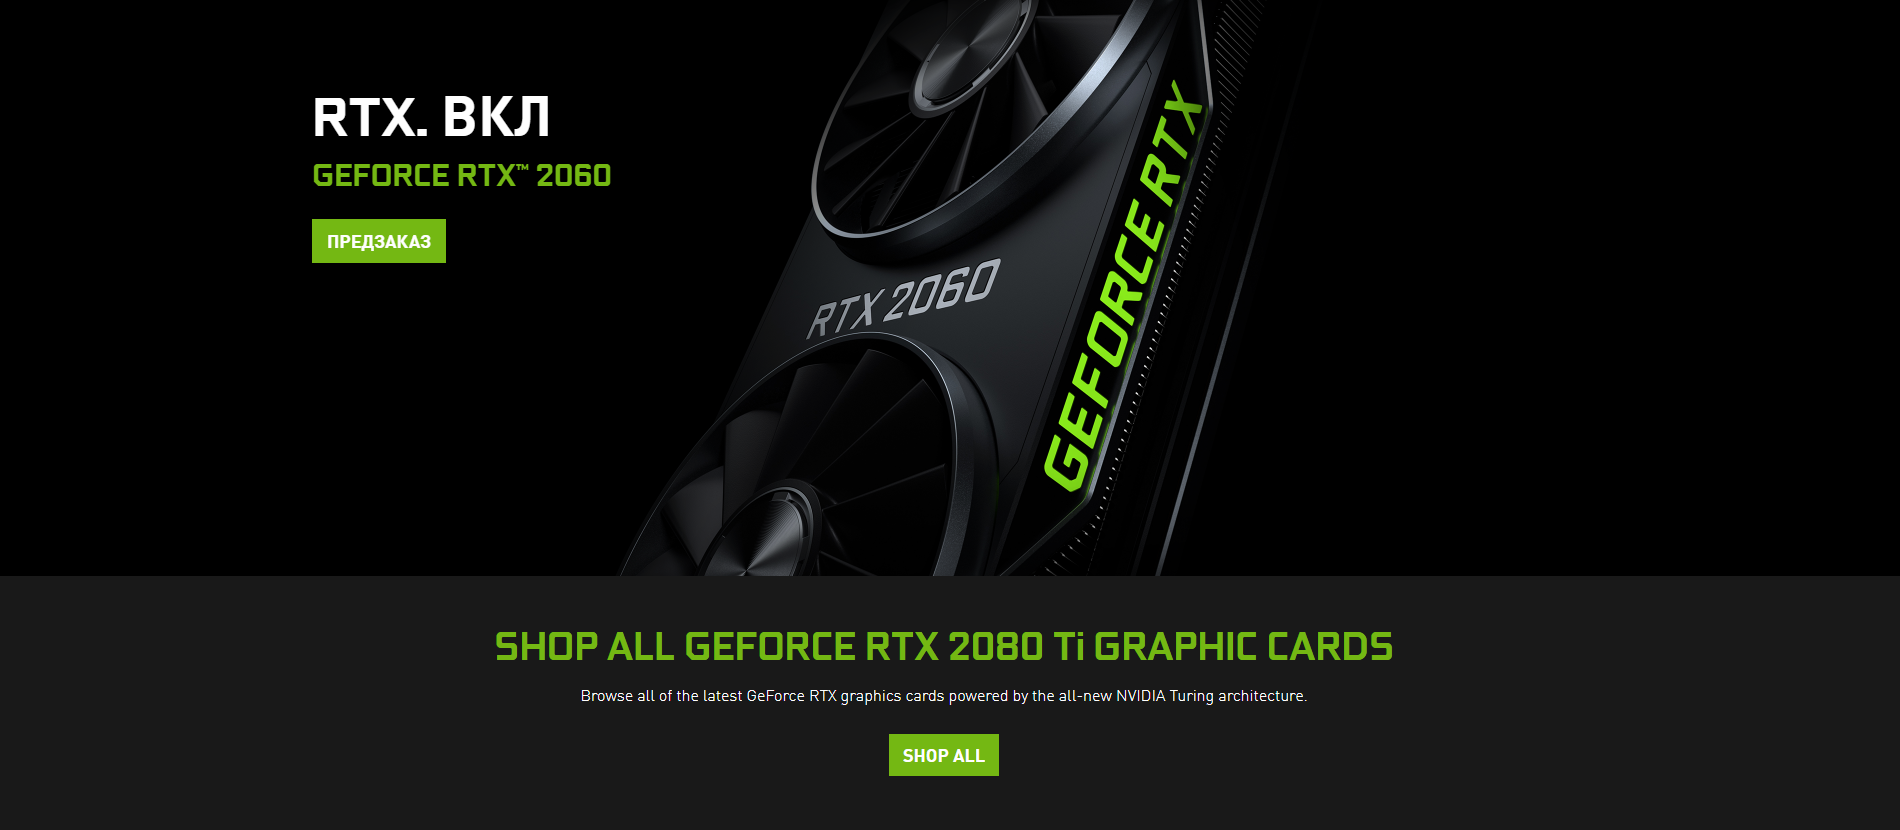 RTX. ВКЛ
GEFORCE RTX™ 2060
ПРЕДЗАКАЗ
RTX 2060
GEFORCE RTX
SHOP ALL GEFORCE RTX 2080 Ti GRAPHIC CARDS
Browse all of the latest GeForce RTX graphics cards powered by the all-new NVIDIA Turing architecture.
SHOP ALL